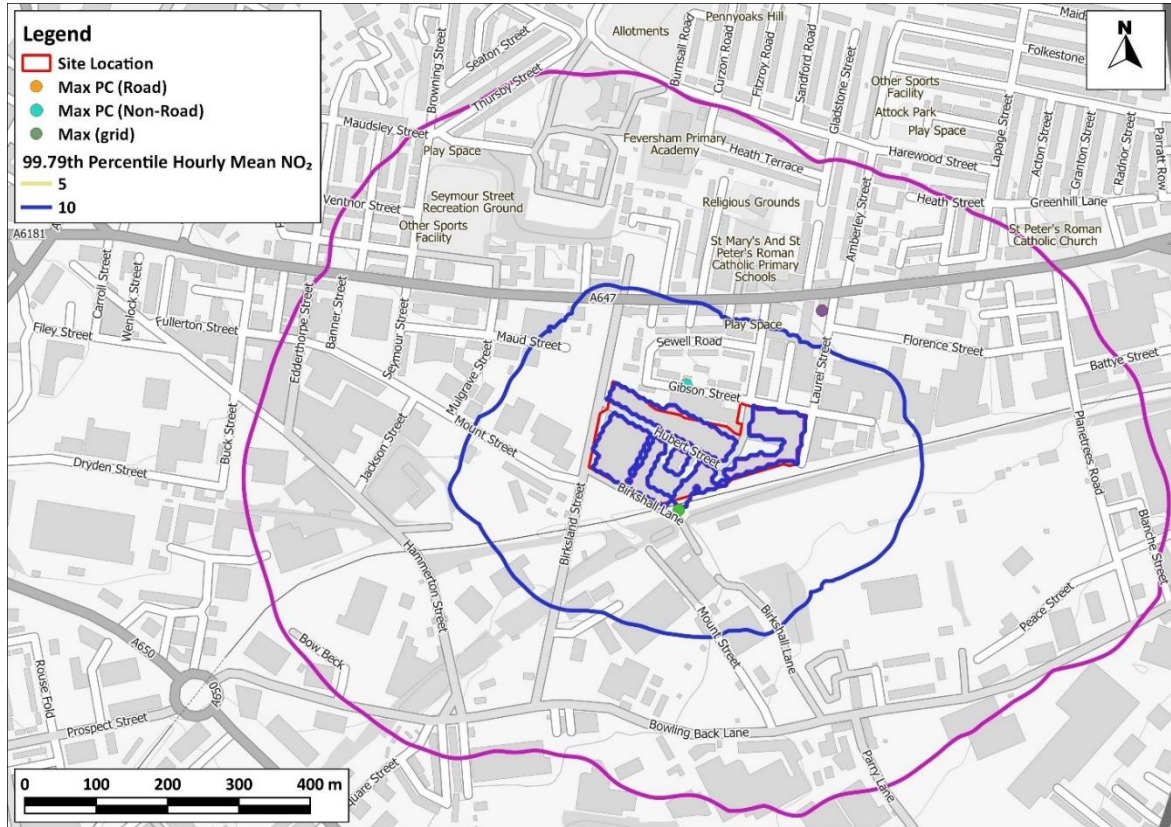 Legend
Site Location
Max PC (Road)
Max PC (Non-Road)
Max (grid)
99.79th Percentile Hourly Mean NO₂
5
10
N
Pennyoaks Hill
Allotments
Seaton Street
Browning Street
Thursby Street
Burnsall Road
Curzon Road
Fitzroy Road
Sandford Road
Gladstone Street
Folkestone
Other Sports
Facility
Attock Park
Play Space
Lapage Street
Acton Street
Granton Street
Radnor Street
Parratt Row
Maudsley Street
Play Space
Feversham Primary
Academy
Heath Terrace
Harewood Street
Ventnor Street
Seymour Street
Recreation Ground
Other Sports
Facility
Religious Grounds
Amberley Street
Heath Street
Greenhill Lane
St Peter's Roman
Catholic Church
St Mary's And St
Peter's Roman
Catholic Primary
Schools
A6181
A647
Carroll Street
Wenlock Street
Filey Street
Fullerton Street
Edderthorpe Street
Banner Street
Seymour Street
Maud Street
Mulgrave Street
Play Space
Sewell Road
Laurel Street
Florence Street
Battye Street
Gibson Street
Hubert Street
Mount Street
Buck Street
Dryden Street
Jackson Street
Birksland Street
Birkshall Lane
Planetrees Road
Blanche Street
Hammerton Street
Mount Street
Birkshall Lane
Peace Street
Bow Beck
A650
A650
Rouse Fold
Prospect Street
Bowling Back Lane
Parry Lane
quare Street
0 100 200 300 400 m